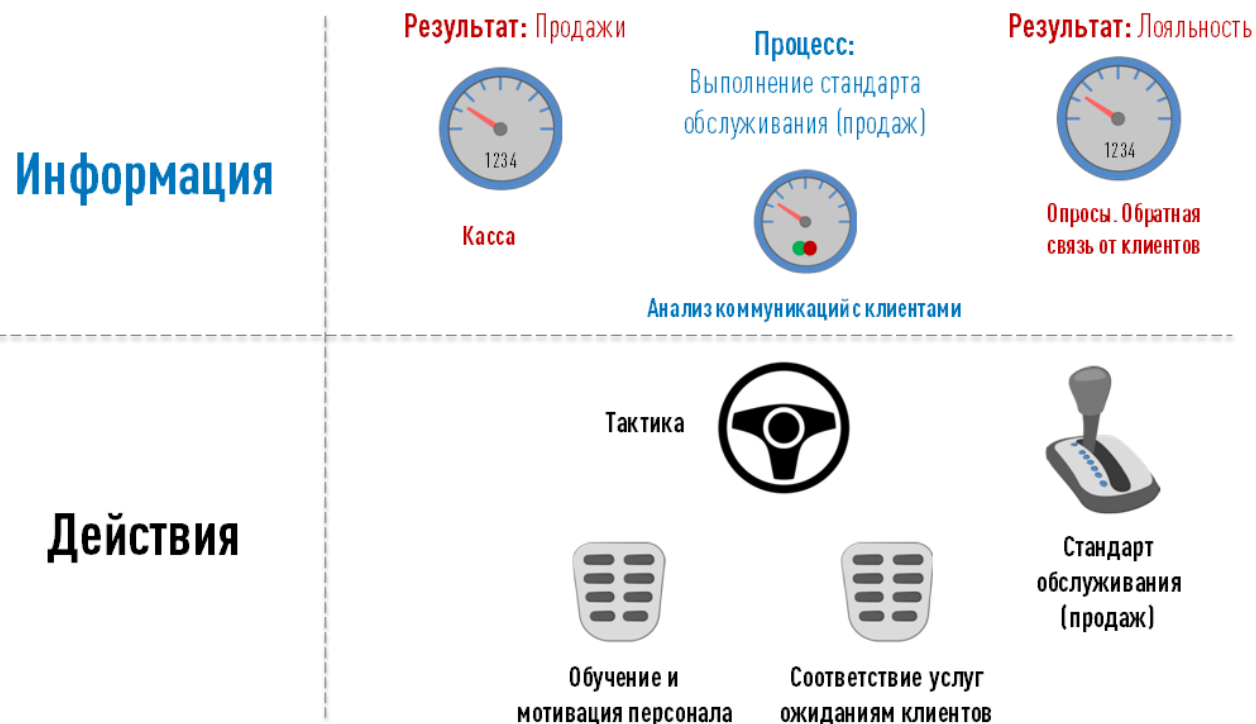 Результат: Продажи
Процесс:
Выполнение стандарта
обслуживания (продаж)
Результат: Лояльность
Информация
1234
1234
Касса
Опросы. Обратная
связь от клиентов
Анализ коммуникаций с клиентами
Действия
Тактика
Стандарт
обслуживания
(продаж)
Обучение и
мотивация персонала
Соответствие услуг
ожиданиям клиентов